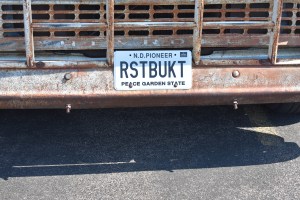 N.D. PIONEER
RSTBUKT
PEACE GARDEN STATE